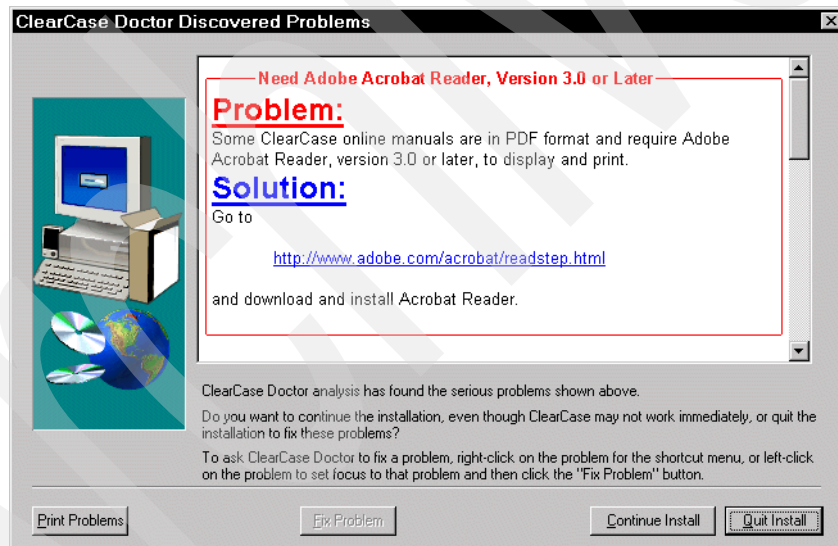 ClearCase Doctor Discovered Problems
Need Adobe Acrobat Reader, Version 3.0 or Later
Problem:
Some ClearCase online manuals are in PDF format and require Adobe
Acrobat Reader, version 3.0 or later, to display and print.
Solution:
Go to
http://www.adobe.com/acrobat/readstep.html
and download and install Acrobat Reader.
ClearCase Doctor analysis has found the serious problems shown above.
Do you want to continue the installation, even though ClearCase may not work immediately, or quit the
installation to fix these problems?
To ask ClearCase Doctor to fix a problem, right-click on the problem for the shortcut menu, or left-click
on the problem to set focus to that problem and then click the "Fix Problem" button.
Print Problems
Fix Problem
Continue Install
Quit Install